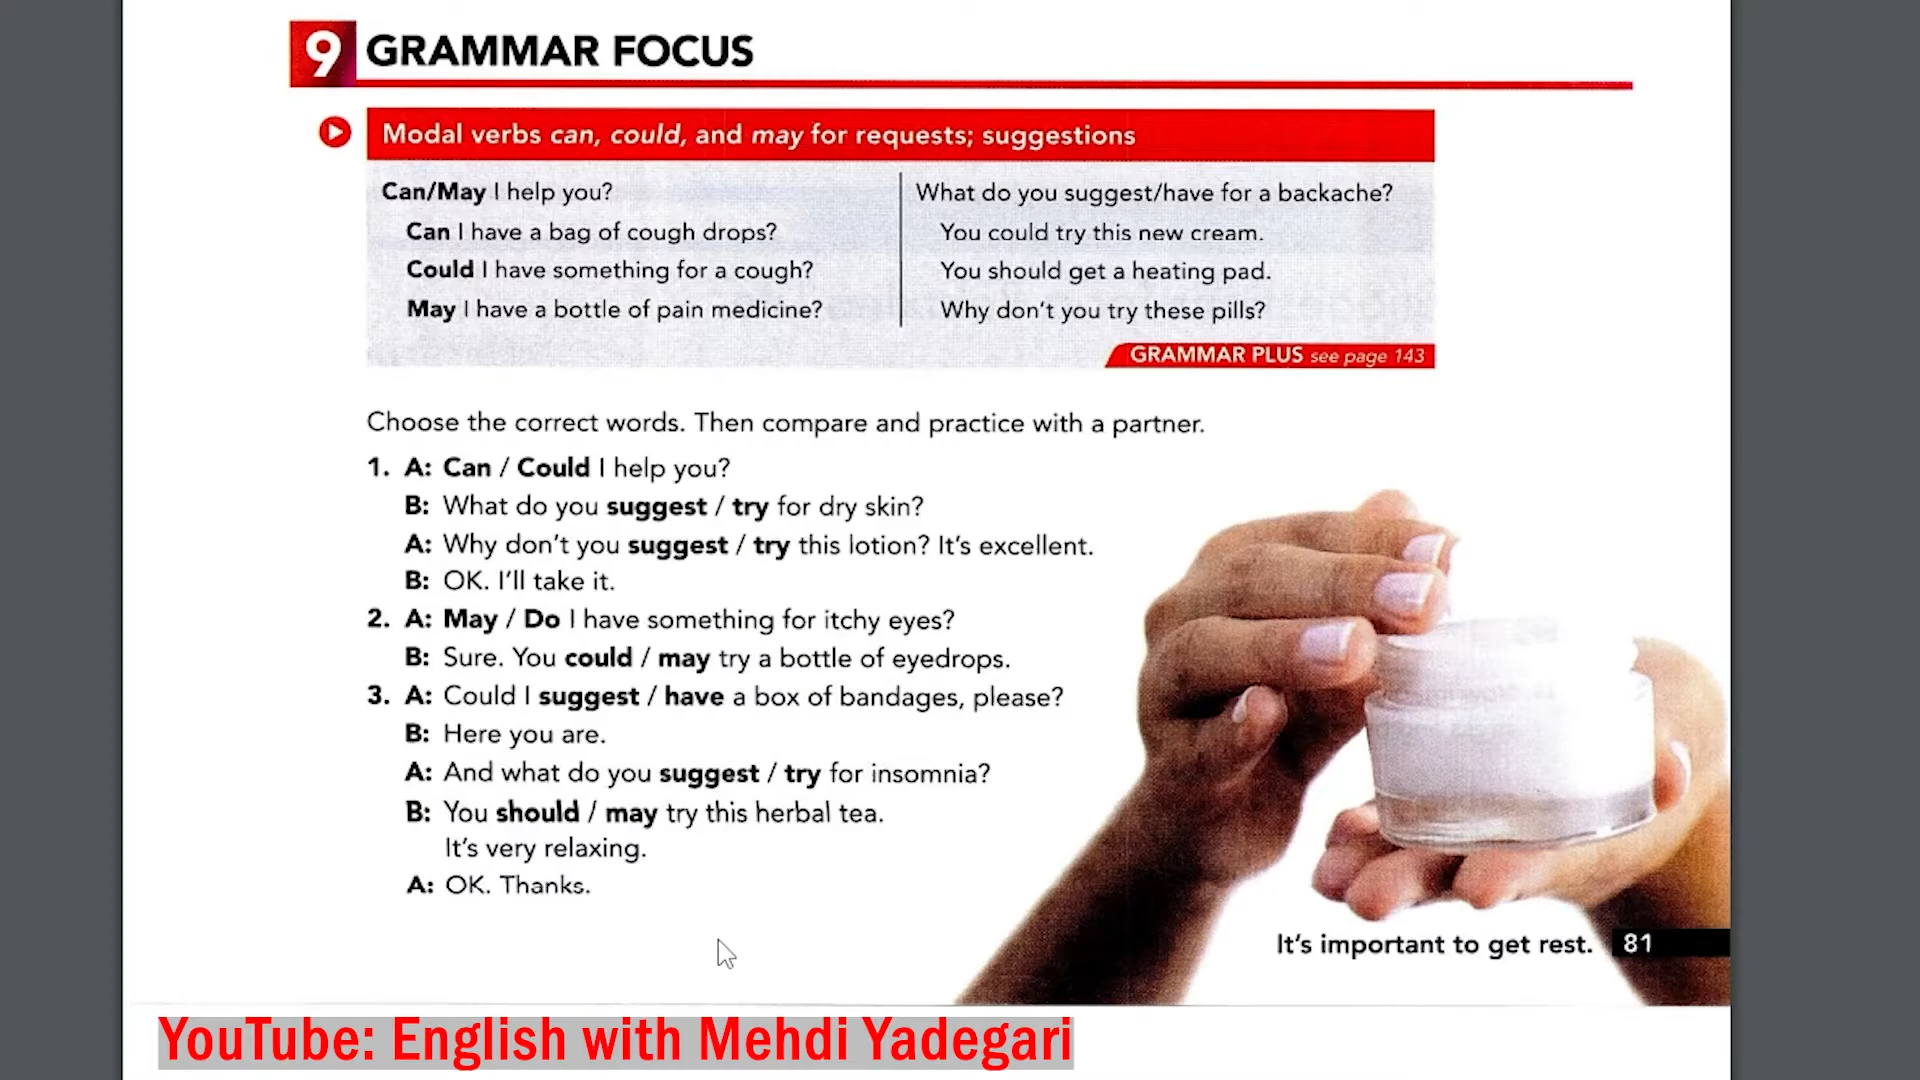 9 GRAMMAR FOCUS
Modal verbs can, could, and may for requests; suggestions
Can/May I help you?
Can I have a bag of cough drops?
Could I have something for a cough?
May I have a bottle of pain medicine?
What do you suggest/have for a backache?
You could try this new cream.
You should get a heating pad.
Why don't you try these pills?
GRAMMAR PLUS see page 143
Choose the correct words. Then compare and practice with a partner.
1. A: Can / Could I help you?
B: What do you suggest / try for dry skin?
A: Why don't you suggest / try this lotion? It's excellent.
B: OK. I'll take it.
2. A: May / Do I have something for itchy eyes?
B: Sure. You could / may try a bottle of eyedrops.
3. A: Could I suggest / have a box of bandages, please?
B: Here you are.
A: And what do you suggest / try for insomnia?
B: You should / may try this herbal tea.
It's very relaxing.
A: OK. Thanks.
It's important to get rest. 81
YouTube: English with Mehdi Yadegari